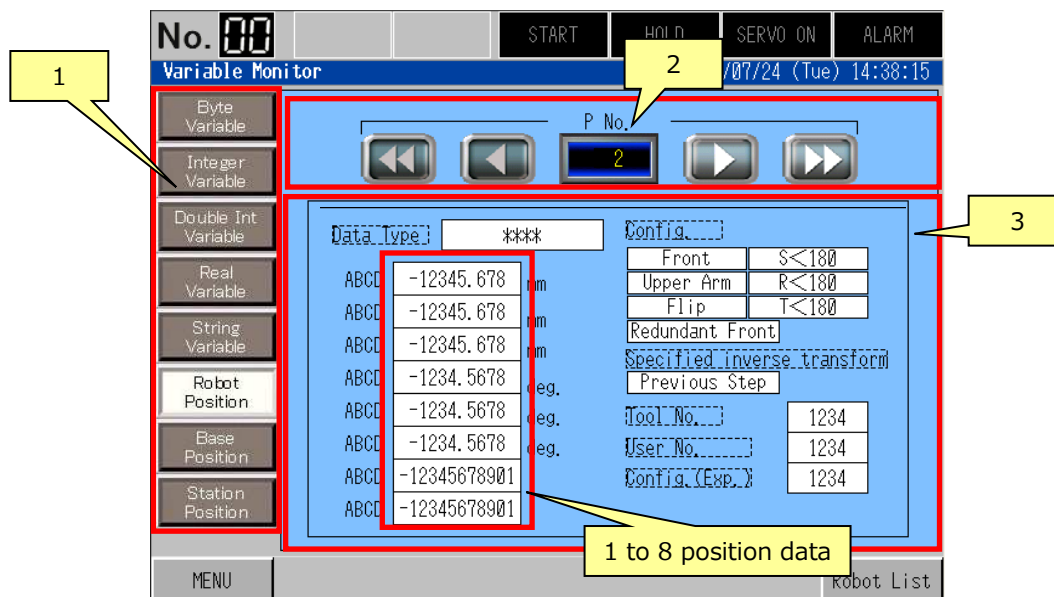 No. 00
START
HOLD
SERVO ON
ALARM
Variable Monitor
/07/24 (Tue) 14:38:15
1
2
3
Byte
Variable
Integer
Variable
Double Int
Variable
Real
Variable
String
Variable
Robot
Position
Base
Position
Station
Position
P No.
2
Data Type
****
ABCD -12345.678 mm
ABCD -12345.678 mm
ABCD -12345.678 mm
ABCD -1234.5678 deg.
ABCD -1234.5678 deg.
ABCD -1234.5678 deg.
ABCD -12345678901
ABCD -12345678901
Config.
Front S<180
Upper Arm R<180
Flip T<180
Redundant Front
Specified inverse transform
Previous Step
Tool No. 1234
User No. 1234
Config.(Exp.) 1234
1 to 8 position data
MENU
Robot List